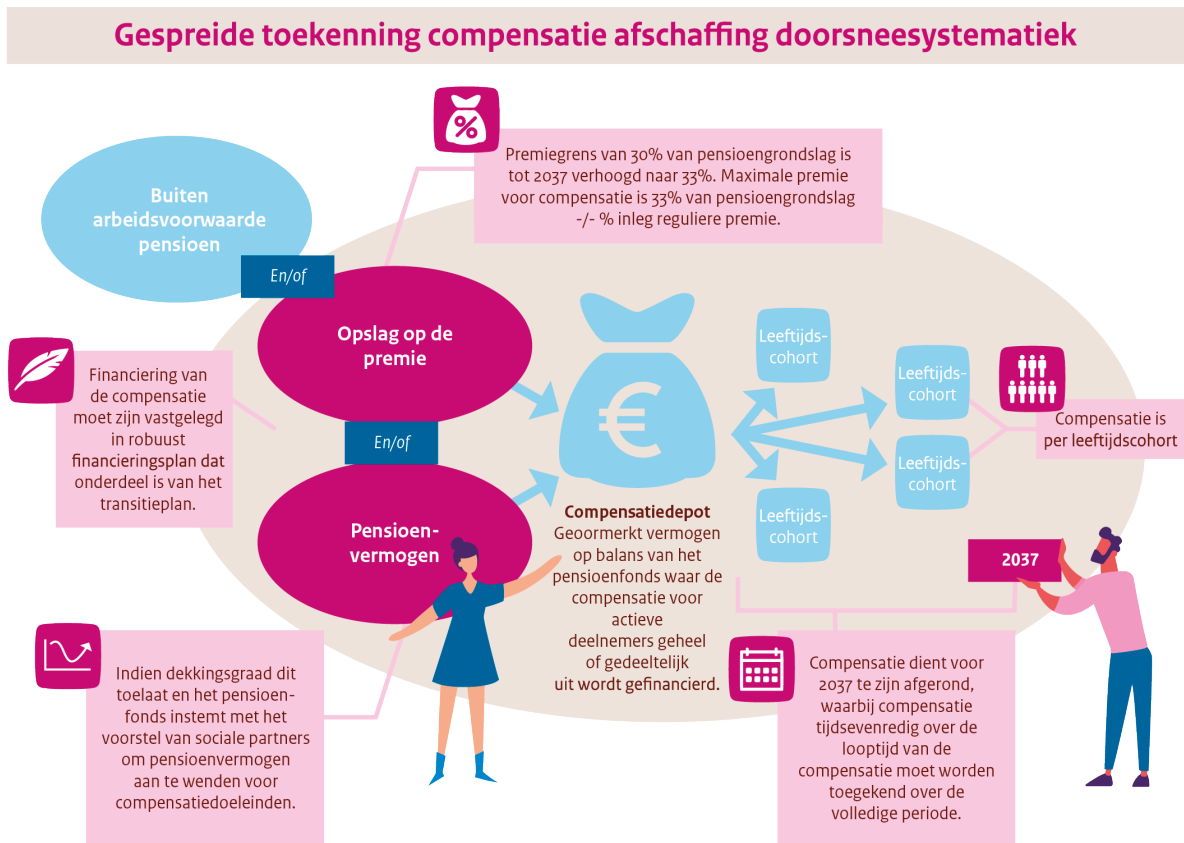 Gespreide toekenning compensatie afschaffing doorsneesystematiek
Premiegrens van 30% van pensioengrondslag is
tot 2037 verhoogd naar 33%. Maximale premie
voor compensatie is 33% van pensioengrondslag
-/- % inleg reguliere premie.
Buiten
arbeidsvoorwaarde
pensioen
En/of
Opslag op de
premie
En/of
Pensioen-
vermogen
Financiering van
de compensatie
moet zijn vastgelegd
in robuust
financieringsplan dat
onderdeel is van het
transitieplan.
Indien dekkingsgraad dit
toelaat en het pensioen-
fonds instemt met het
voorstel van sociale partners
om pensioenvermogen
aan te wenden voor
compensatiedoeleinden.
€
Compensatiedepot
Geoormerkt vermogen
op balans van het
pensioenfonds waar de
compensatie voor
actieve
deelnemers geheel
of gedeeltelijk
uit wordt gefinancierd.
Leeftijds-
cohort
Leeftijds-
cohort
Leeftijds-
cohort
Leeftijds-
cohort
Compensatie is
per leeftijdscohort
2037
Compensatie dient voor
2037 te zijn afgerond,
waarbij compensatie
tijdsevenredig over de
looptijd van de
compensatie moet worden
toegekend over de
volledige periode.